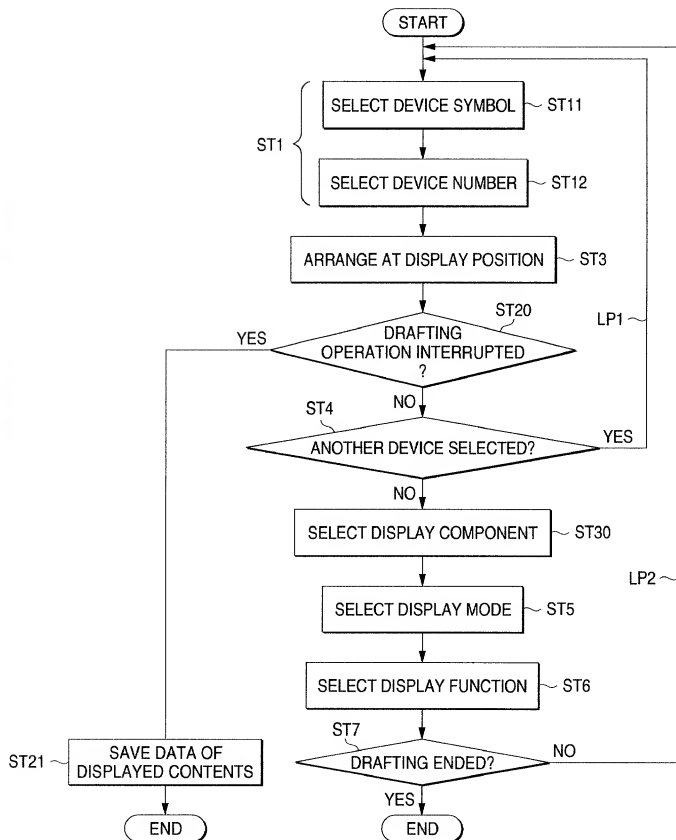 START
SELECT DEVICE SYMBOL
ST11
ST1
SELECT DEVICE NUMBER
ST12
ARRANGE AT DISPLAY POSITION
ST3
ST20
YES
DRAFTING
OPERATION INTERRUPTED
?
LP1
NO
ST4
ANOTHER DEVICE SELECTED?
YES
NO
SELECT DISPLAY COMPONENT
ST30
LP2
SELECT DISPLAY MODE
ST5
SELECT DISPLAY FUNCTION
ST6
ST7
DRAFTING ENDED?
NO
ST21
SAVE DATA OF
DISPLAYED CONTENTS
YES
END
END